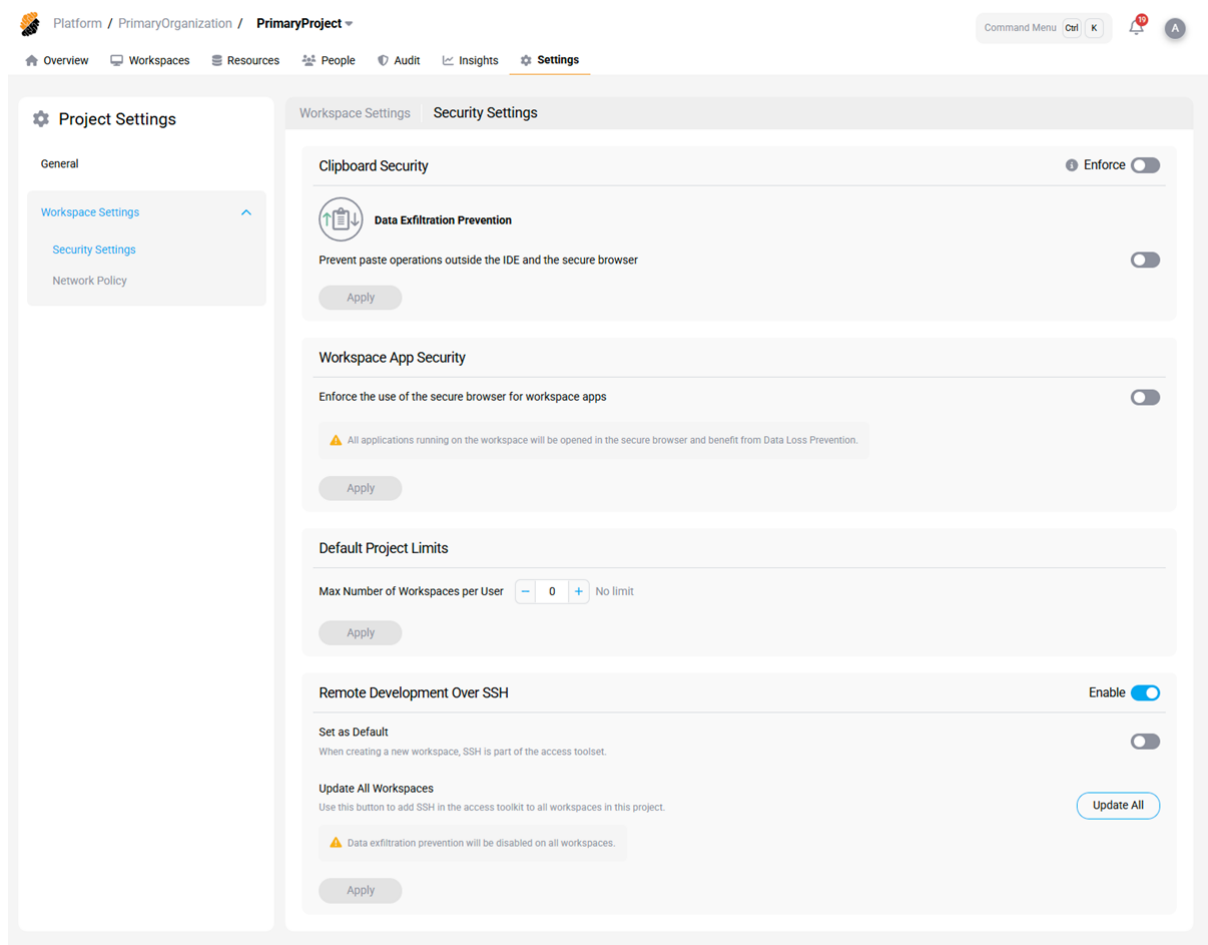 Platform / PrimaryOrganization / PrimaryProject
Command Menu Ctrl K
19
A
Overview Workspaces Resources People Audit Insights Settings
Project Settings
General
Workspace Settings
Security Settings
Network Policy
Workspace Settings Security Settings
Clipboard Security Enforce
Data Exfiltration Prevention
Prevent paste operations outside the IDE and the secure browser
Apply
Workspace App Security
Enforce the use of the secure browser for workspace apps
All applications running on the workspace will be opened in the secure browser and benefit from Data Loss Prevention.
Apply
Default Project Limits
Max Number of Workspaces per User - 0 + No limit
Apply
Remote Development Over SSH Enable
Set as Default
When creating a new workspace, SSH is part of the access toolset.
Update All Workspaces
Use this button to add SSH in the access toolkit to all workspaces in this project.
Update All
Data exfiltration prevention will be disabled on all workspaces.
Apply